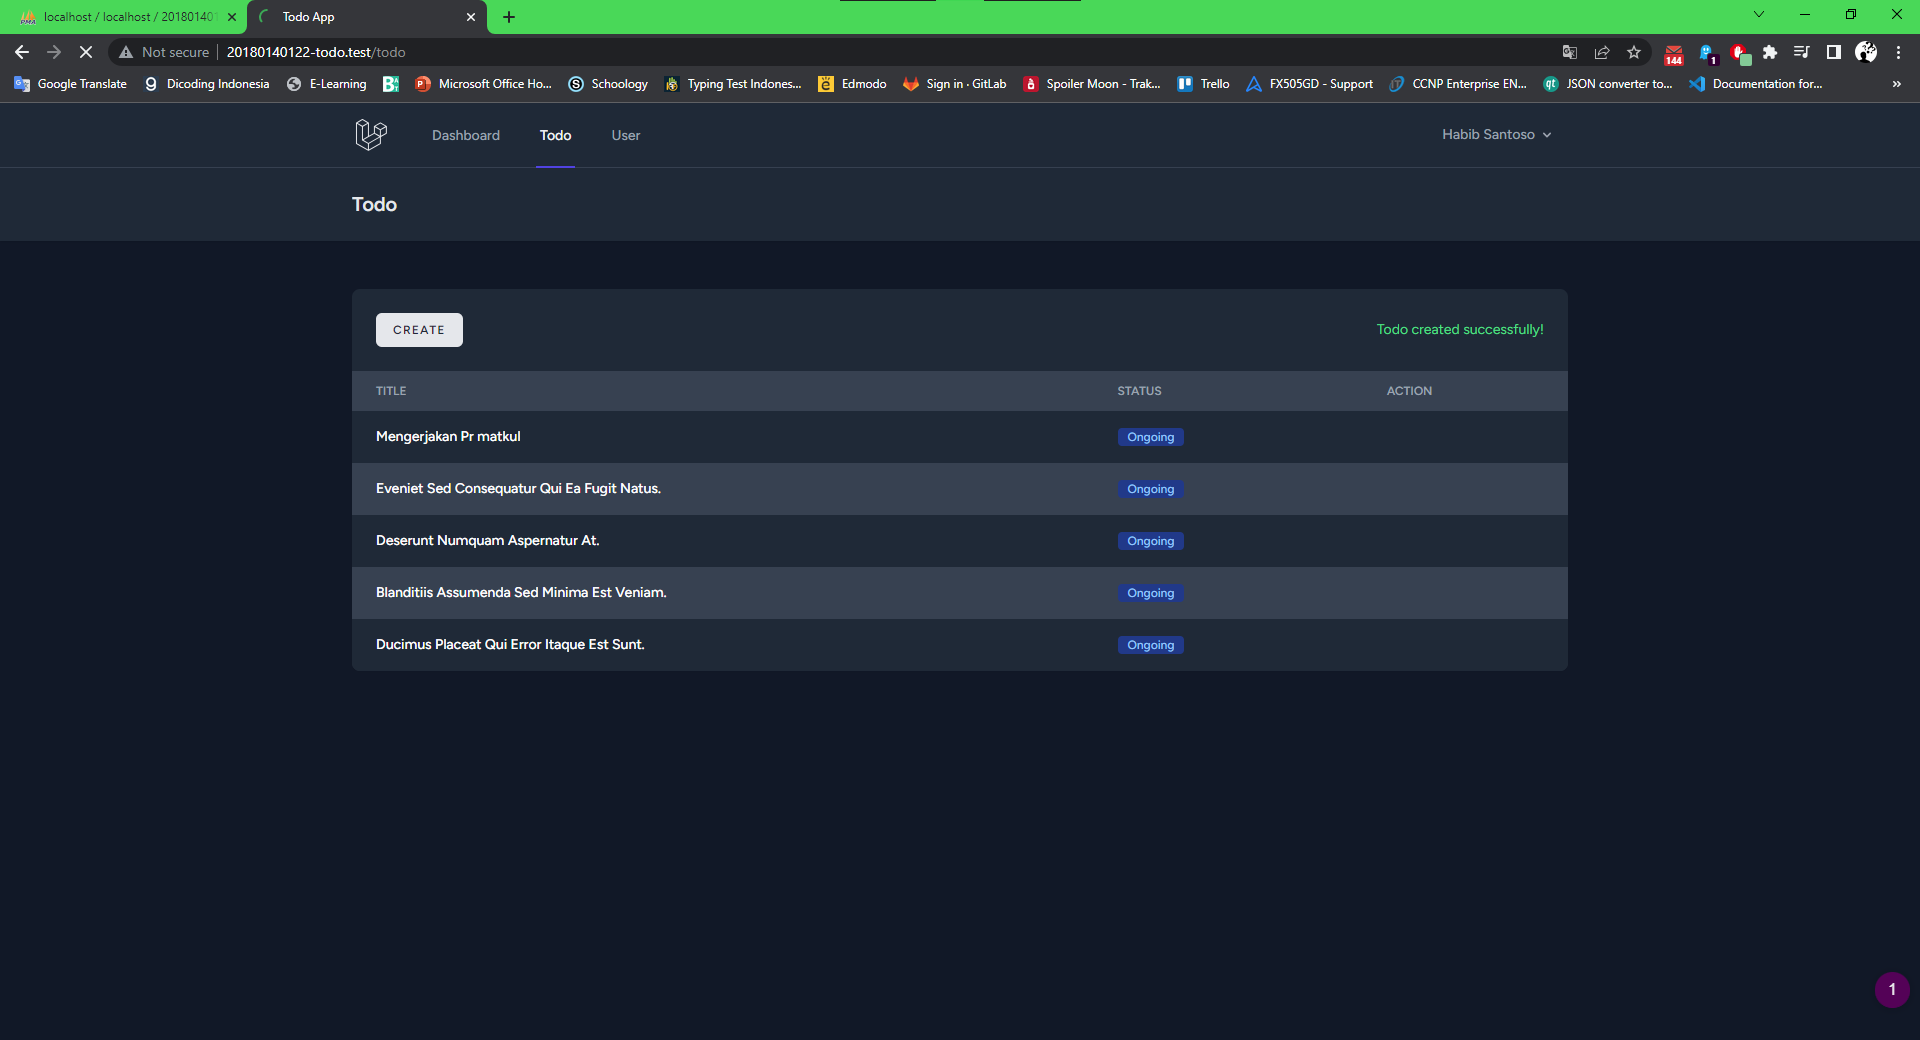 localhost / localhost / 201801401
Todo App
Not secure
20180140122-todo.test/todo
144
1
Google Translate
Dicoding Indonesia
E-Learning
Microsoft Office Ho...
Schoology
Typing Test Indones...
Edmodo
Sign in · GitLab
Spoiler Moon - Trak...
Trello
FX505GD - Support
CCNP Enterprise EN...
JSON converter to...
Documentation for...
»
Dashboard
Todo
User
Habib Santoso
Todo
CREATE
Todo created successfully!
TITLE STATUS ACTION
Mengerjakan Pr matkul Ongoing
Eveniet Sed Consequatur Qui Ea Fugit Natus. Ongoing
Deserunt Numquam Aspernatur At. Ongoing
Blanditiis Assumenda Sed Minima Est Veniam. Ongoing
Ducimus Placeat Qui Error Itaque Est Sunt. Ongoing
1